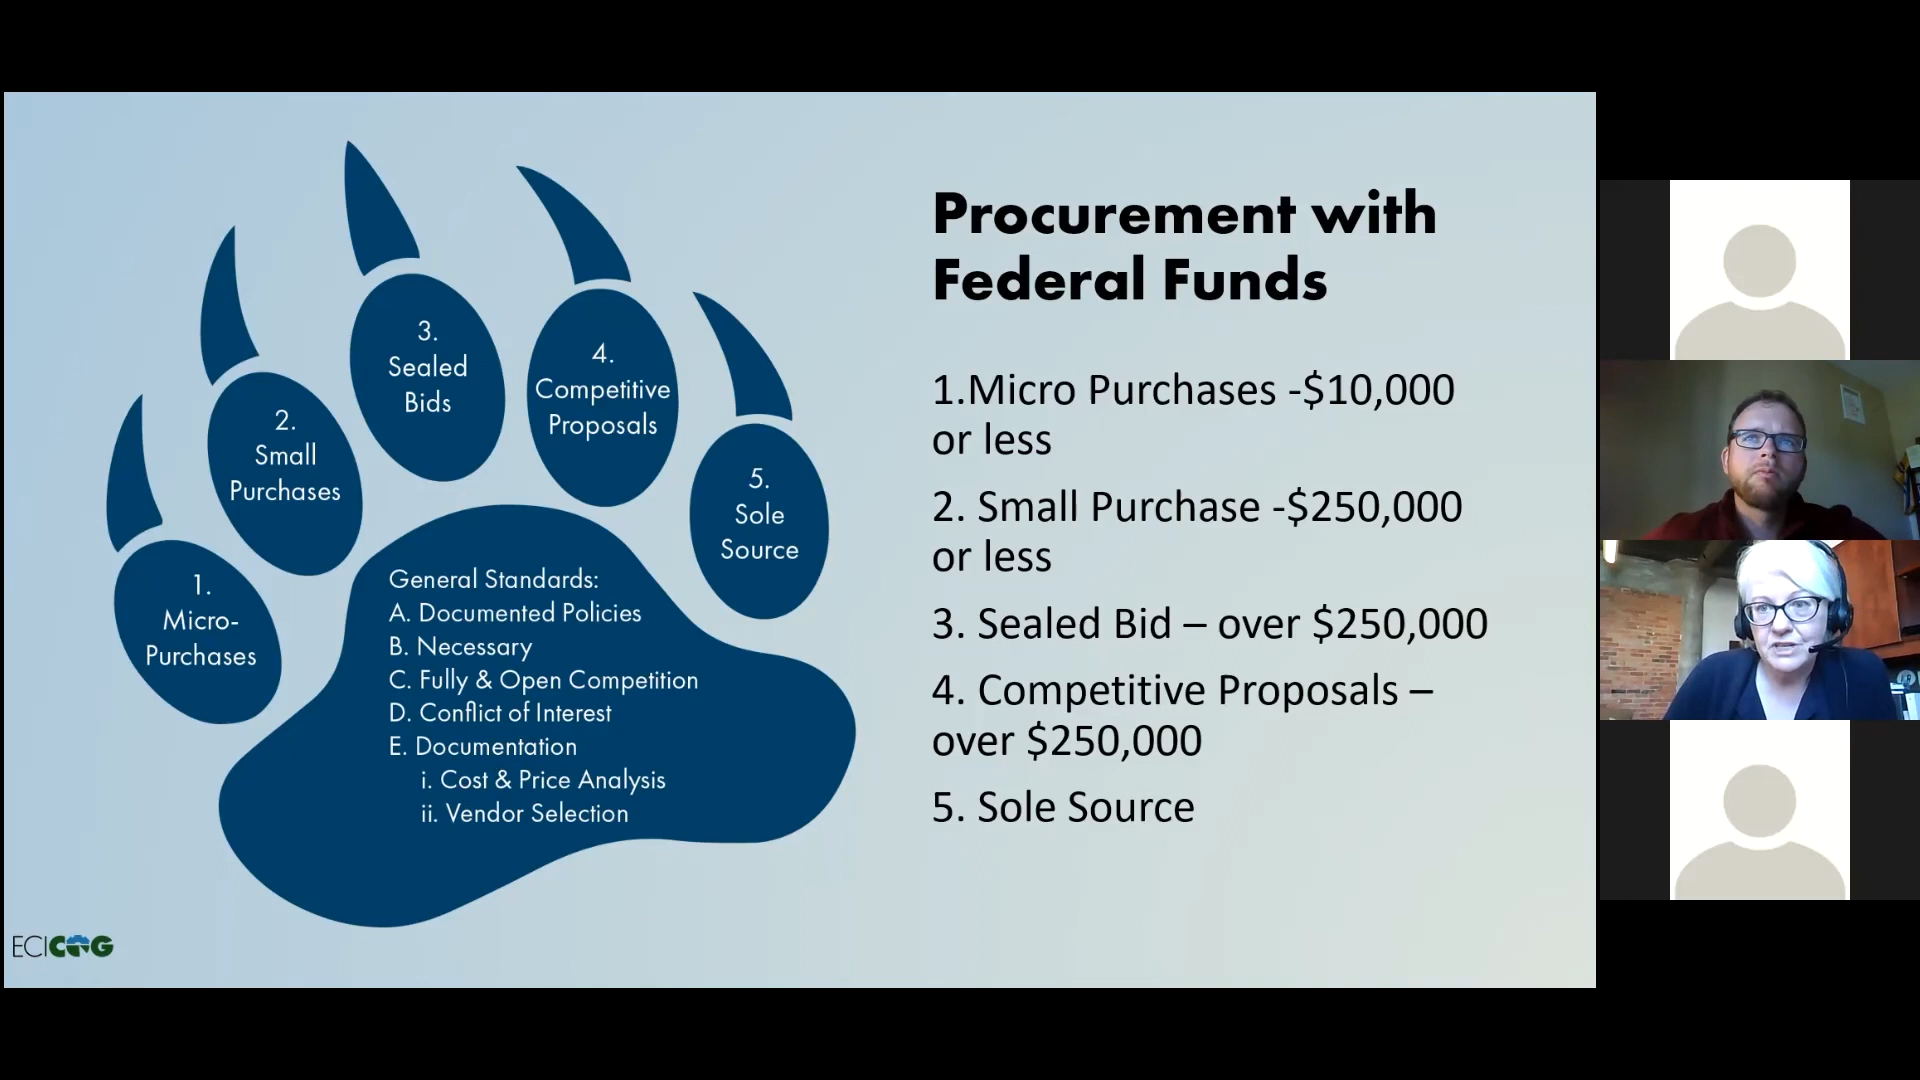 3.
Sealed
Bids
4.
Competitive
Proposals
2.
Small
Purchases
5.
Sole
Source
1.
Micro-
Purchases
General Standards:
A. Documented Policies
B. Necessary
C. Fully & Open Competition
D. Conflict of Interest
E. Documentation
i. Cost & Price Analysis
ii. Vendor Selection
Procurement with
Federal Funds
1.Micro Purchases -$10,000
or less
2. Small Purchase -$250,000
or less
3. Sealed Bid – over $250,000
4. Competitive Proposals –
over $250,000
5. Sole Source
ECICOG